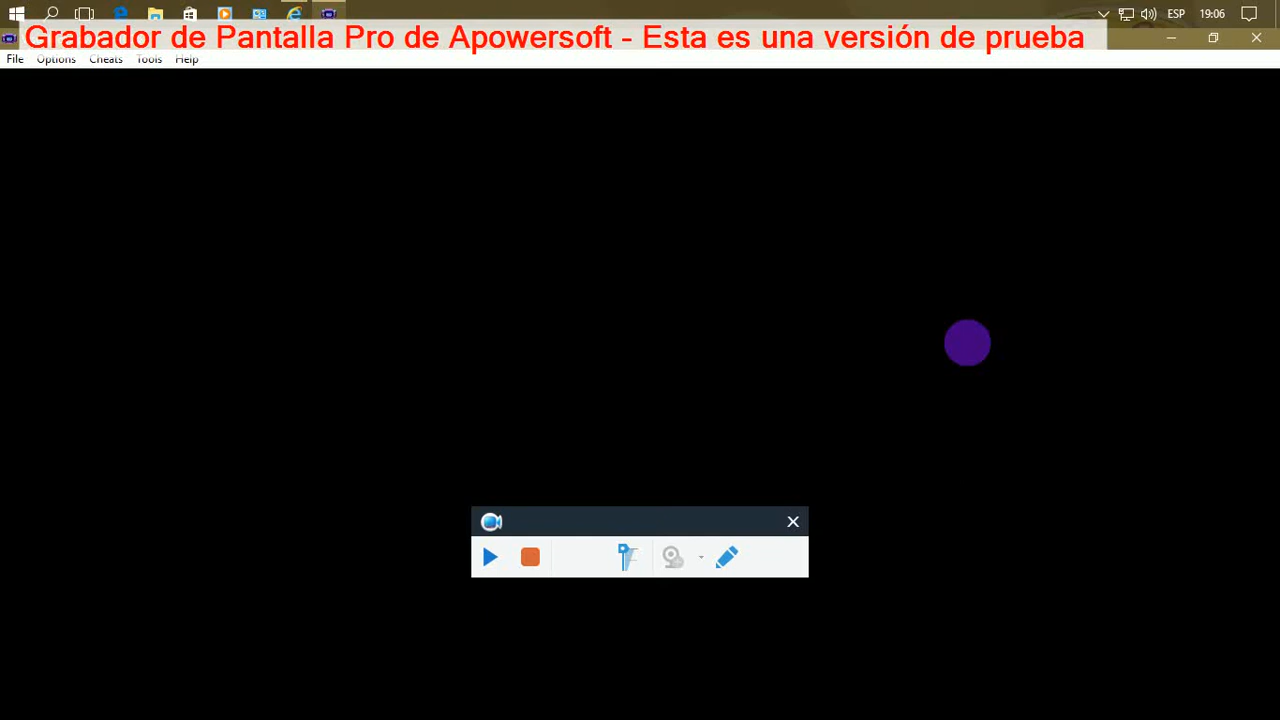 ESP 19:06
Grabador de Pantalla Pro de Apowersoft - Esta es una versión de prueba
File Options Cheats Tools Help